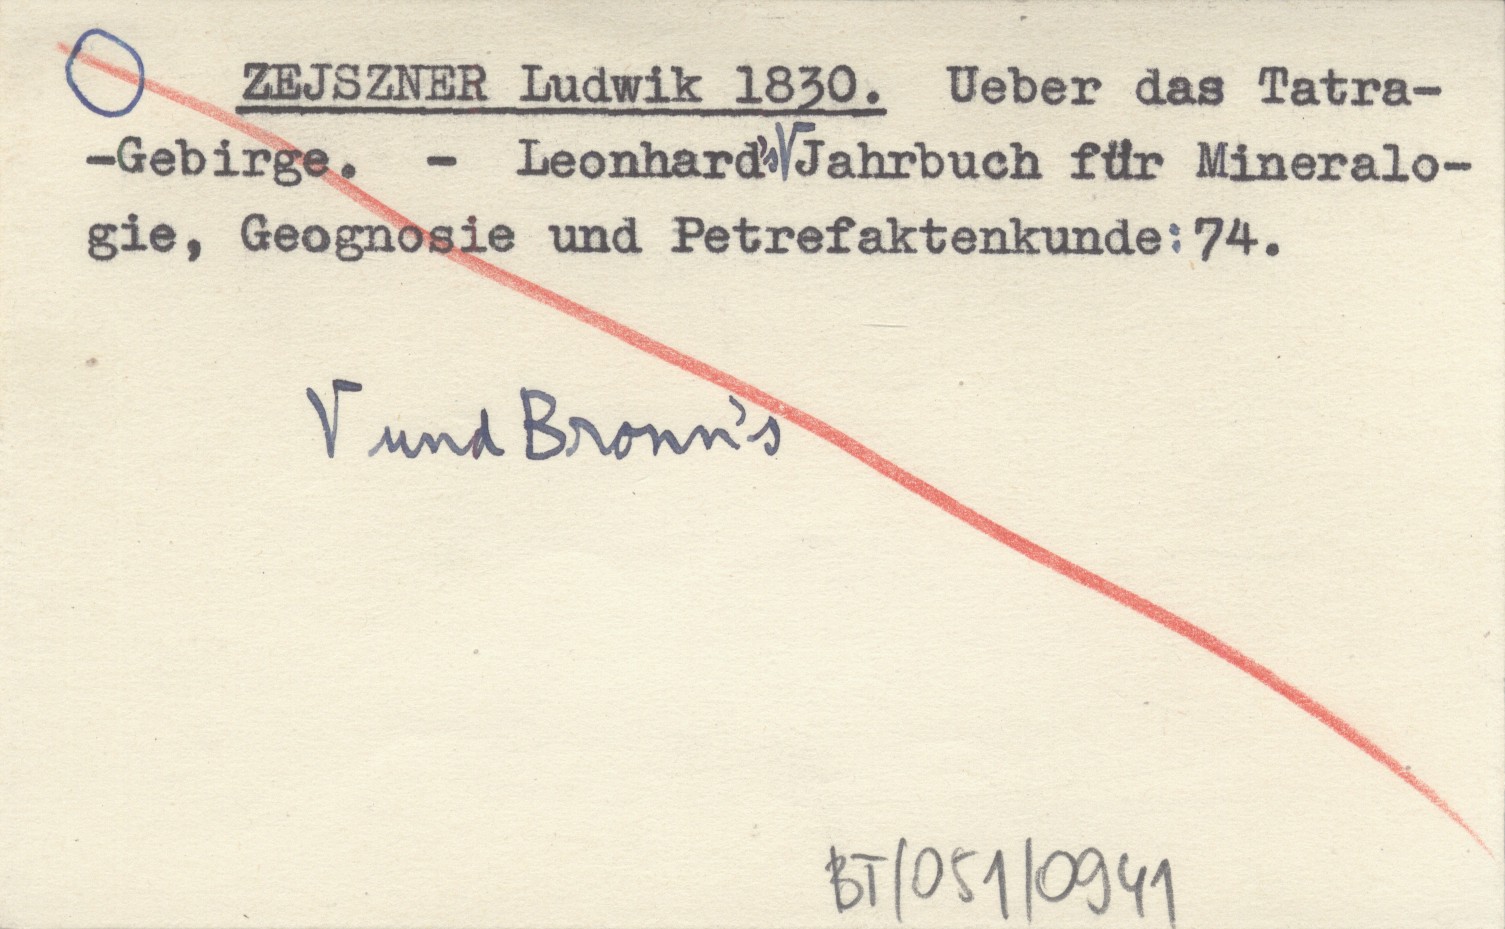 ZEJSZNER Ludwik 1830. Ueber das Tatra-
-Gebirge. - Leonhard's√Jahrbuch für Mineralo-
gie, Geognosie und Petrefaktenkunde:74.
√ und Bronn's
BT/051/0941